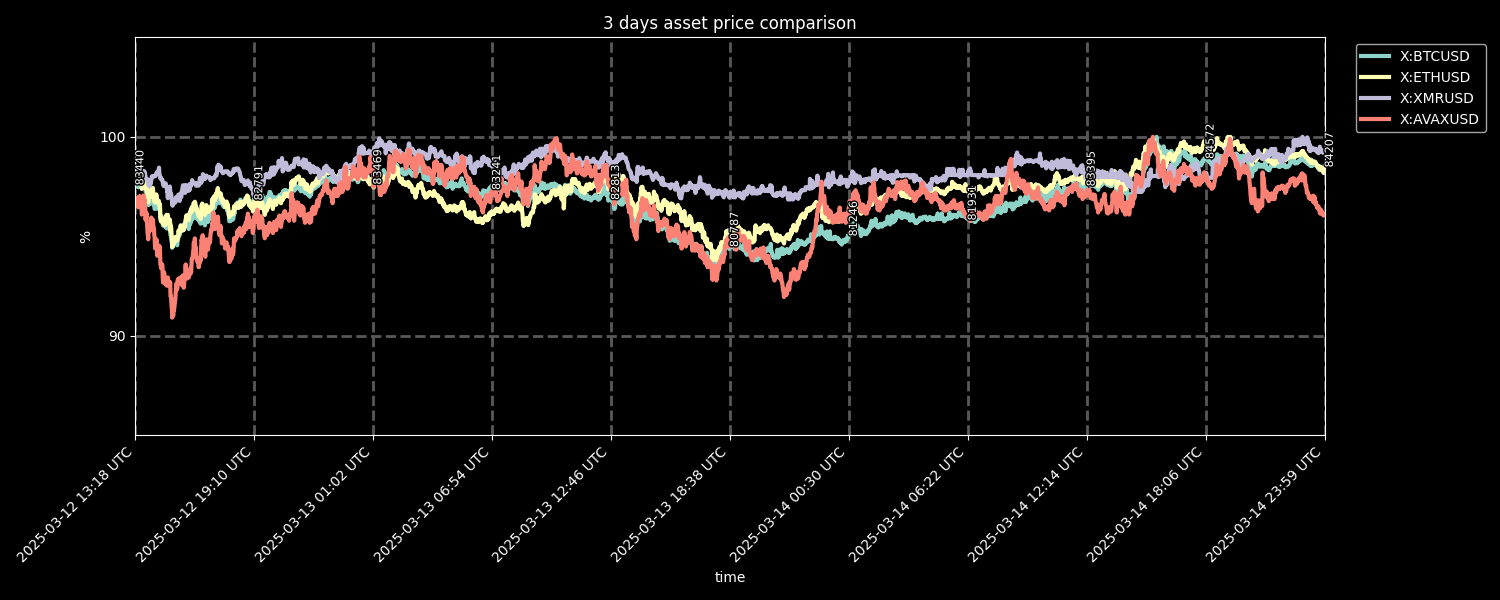 3 days asset price comparison
X:BTCUSD
X:ETHUSD
X:XMRUSD
X:AVAXUSD
100
90
%
83040
82791
83469
83241
82813
80787
81246
81931
83395
84572
84207
2025-03-12 13:18 UTC
2025-03-12 19:10 UTC
2025-03-13 01:02 UTC
2025-03-13 06:54 UTC
2025-03-13 12:46 UTC
2025-03-13 18:38 UTC
2025-03-14 00:30 UTC
2025-03-14 06:22 UTC
2025-03-14 12:14 UTC
2025-03-14 18:06 UTC
2025-03-14 23:59 UTC
time